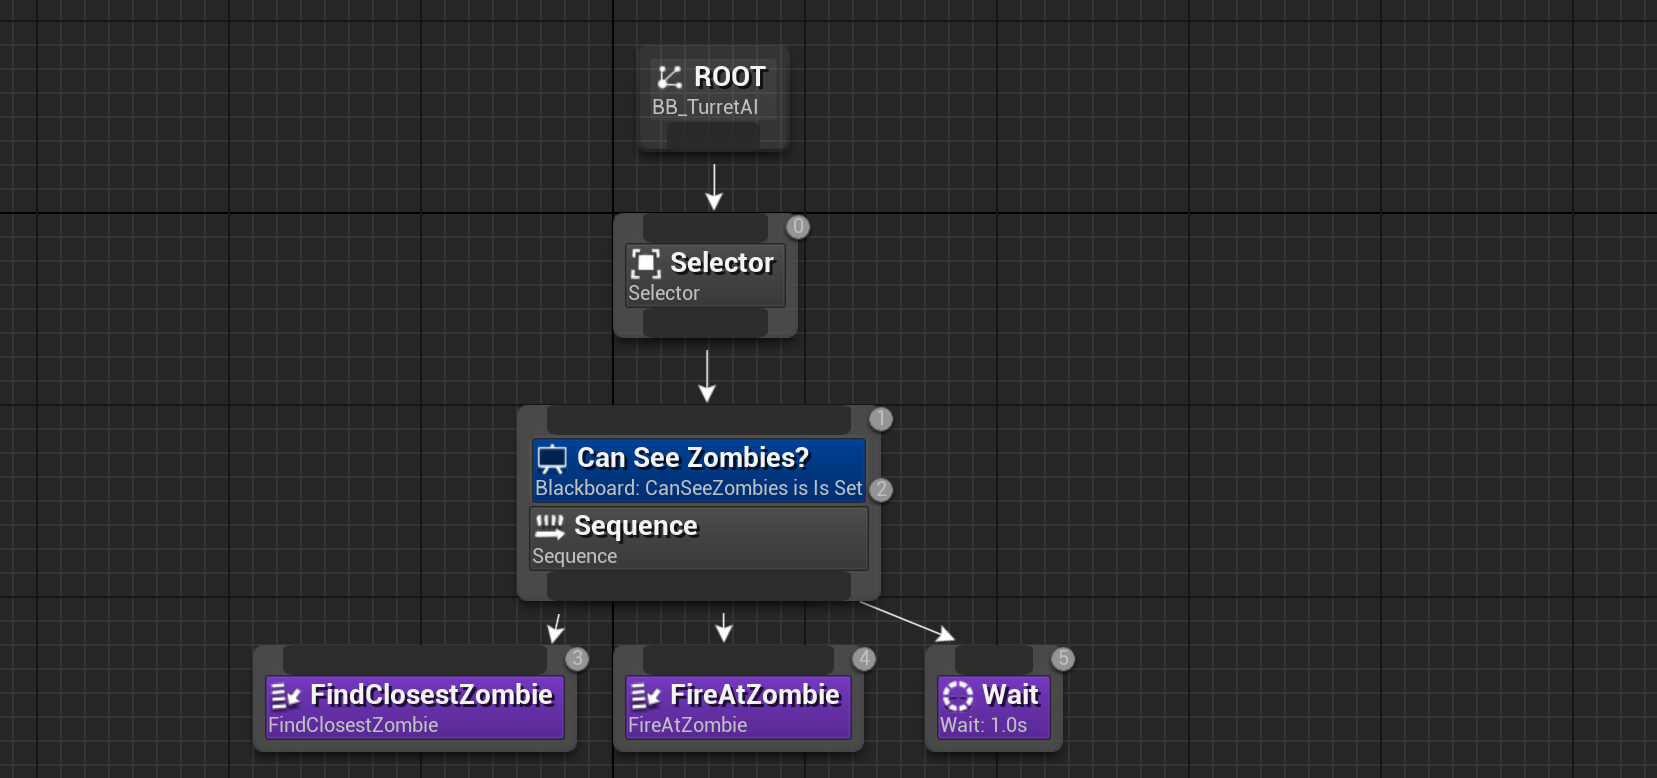 ROOT
BB_TurretAI
0
Selector
Selector
1
Can See Zombies?
Blackboard: CanSeeZombies is Is Set
2
Sequence
Sequence
3
FindClosestZombie
FindClosestZombie
4
FireAtZombie
FireAtZombie
5
Wait
Wait: 1.0s